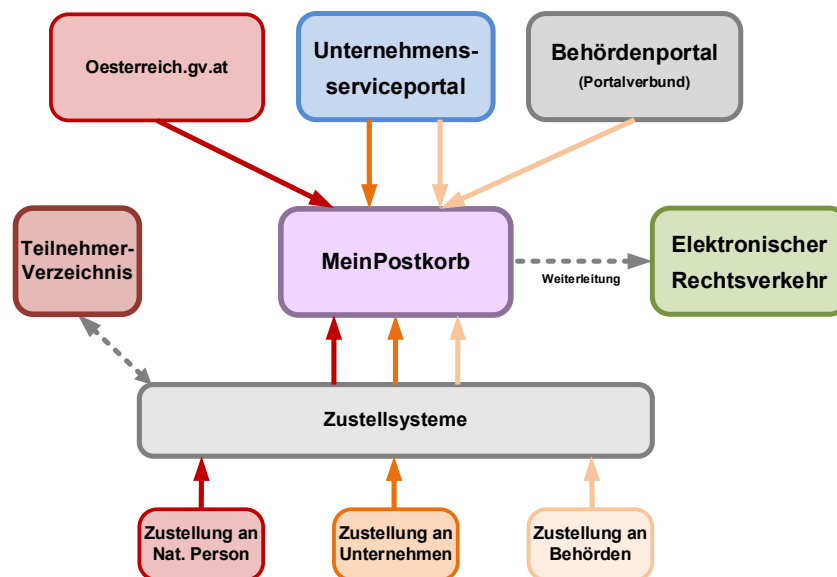 Oesterreich.gv.at
Unternehmens-
serviceportal
Behördenportal
(Portalverbund)
Teilnehmer-
Verzeichnis
MeinPostkorb
Weiterleitung
Elektronischer
Rechtsverkehr
Zustellsysteme
Zustellung an
Nat. Person
Zustellung an
Unternehmen
Zustellung an
Behörden